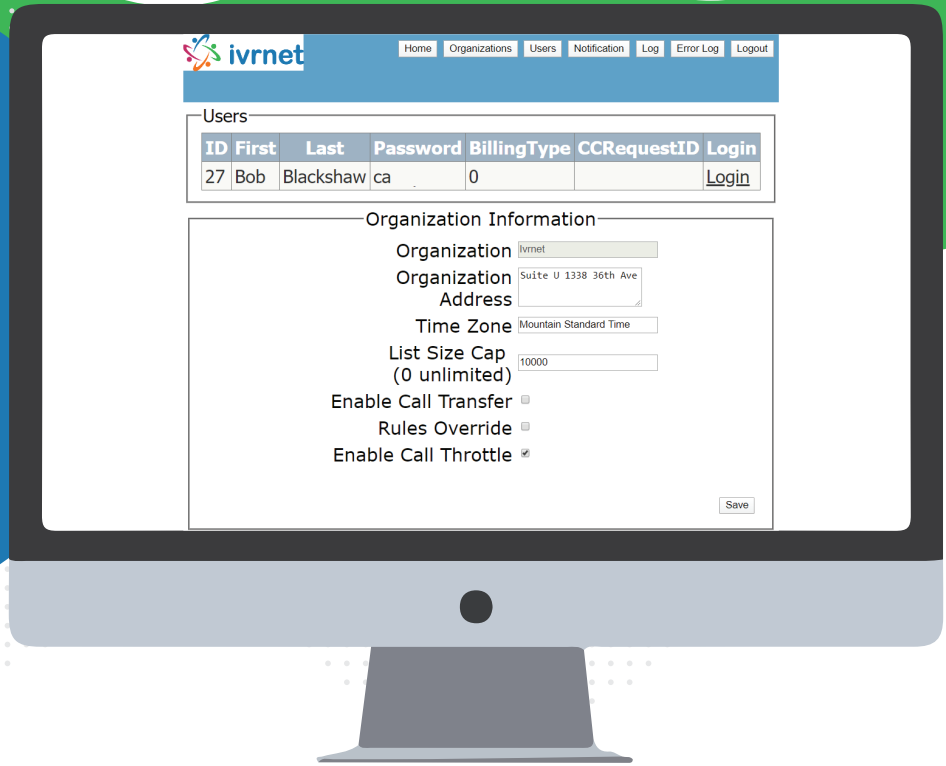 ivrnet
Home Organizations Users Notification Log Error Log Logout
Users
ID First Last Password BillingType CCRequestID Login
27 Bob Blackshaw ca 0 Login
Organization Information
Organization Ivrnet
Organization Address Suite U 1338 36th Ave
Time Zone Mountain Standard Time
List Size Cap (0 unlimited) 10000
Enable Call Transfer
Rules Override
Enable Call Throttle
Save